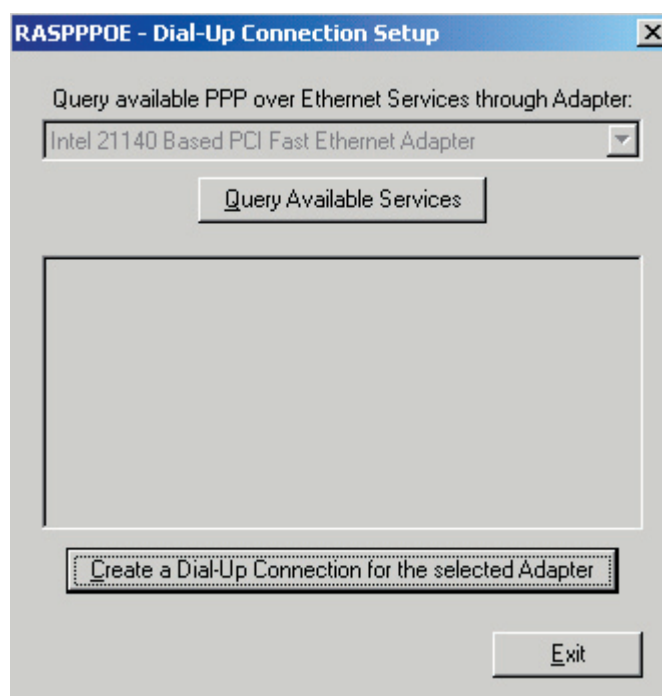 RASPPPOE - Dial-Up Connection Setup
Query available PPP over Ethernet Services through Adapter:
Intel 21140 Based PCI Fast Ethernet Adapter
Query Available Services
Create a Dial-Up Connection for the selected Adapter
Exit